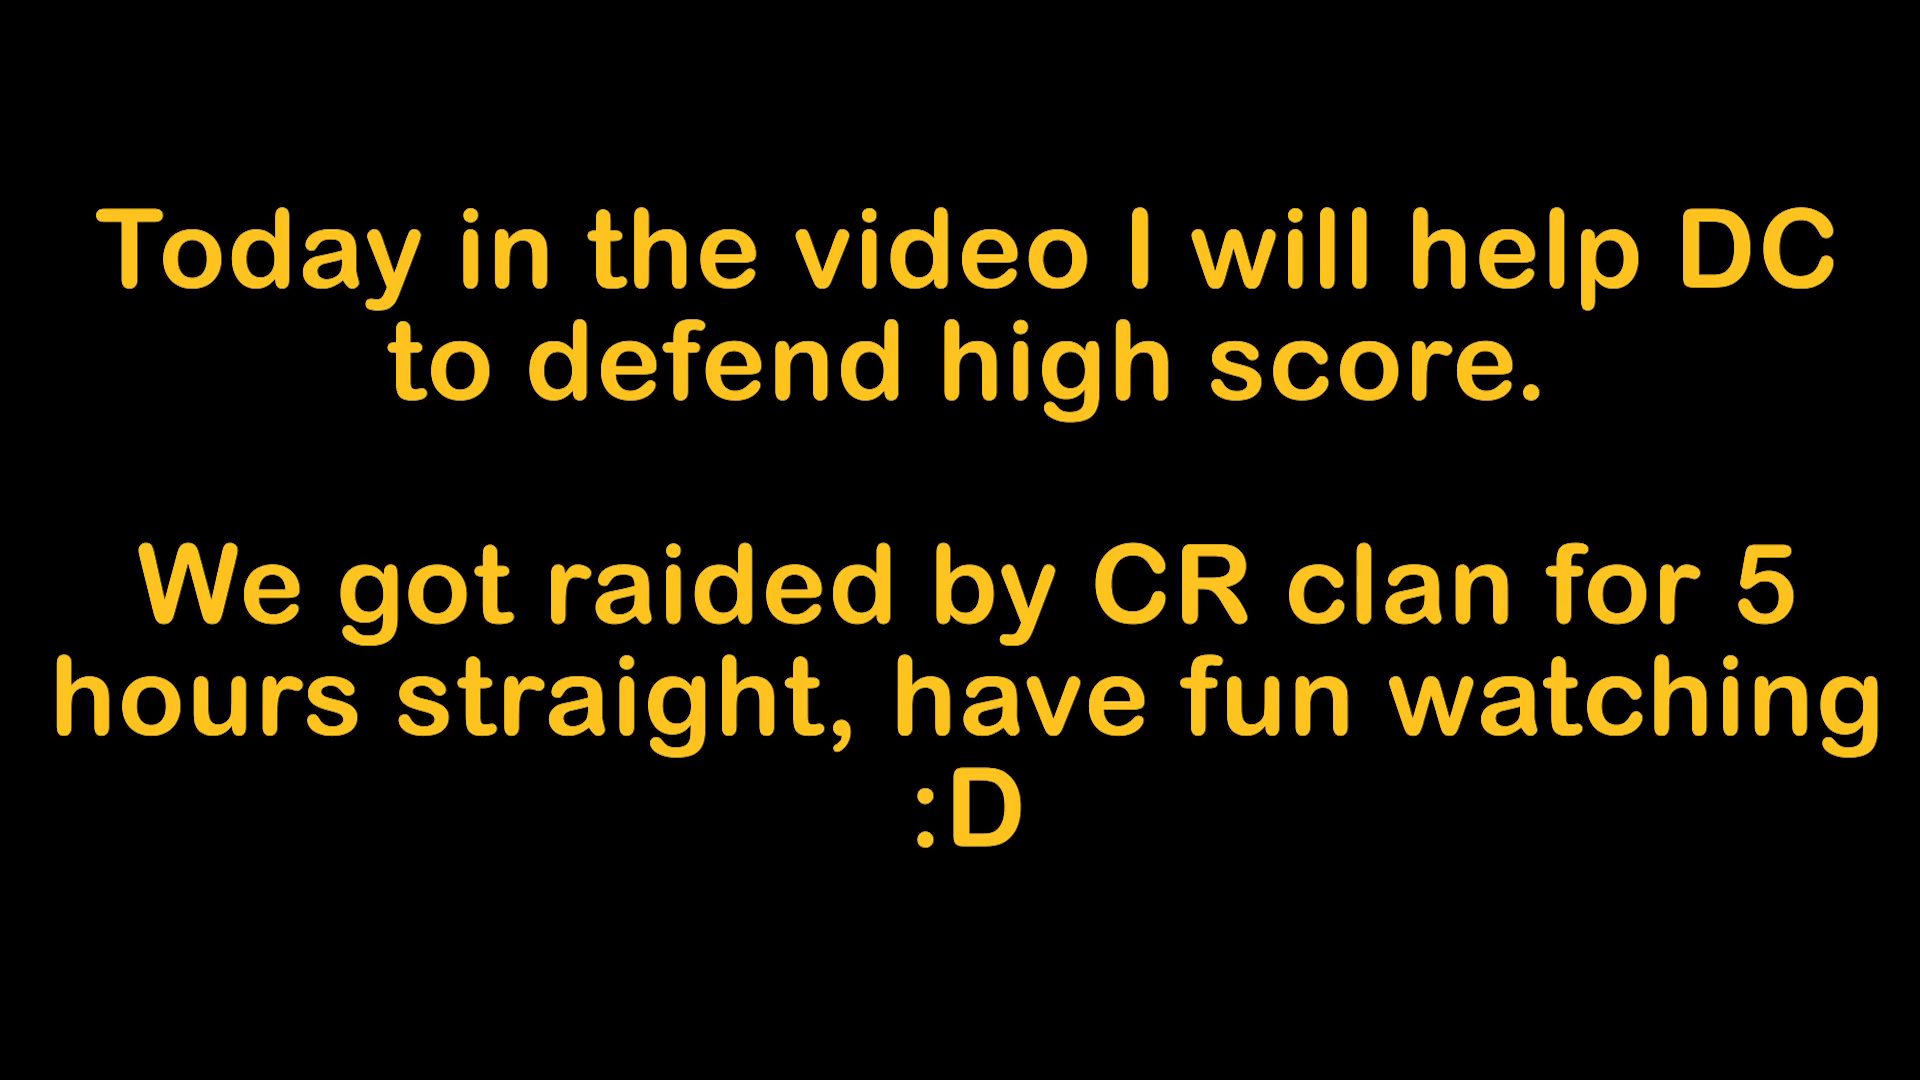 Today in the video I will help DC
to defend high score.
We got raided by CR clan for 5
hours straight, have fun watching
:D